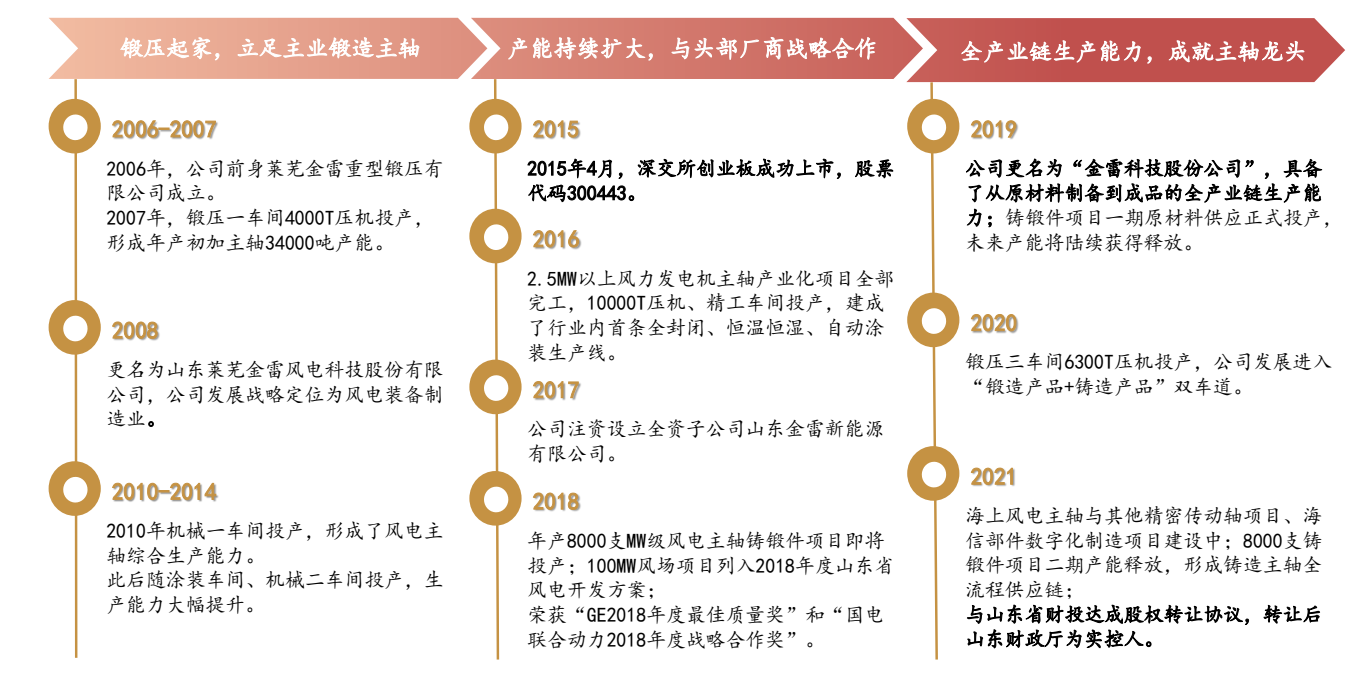 锻压起家，立足主业锻造主轴
2006-2007
2006年，公司前身莱芜金雷重型锻压有
限公司成立。
2007年，锻压一车间4000T压机投产，
形成年产初加主轴34000吨产能。
2008
更名为山东莱芜金雷风电科技股份有限
公司，公司发展战略定位为风电装备制
造业。
2010-2014
2010年机械一车间投产，形成了风电主
轴综合生产能力。
此后随涂装车间、机械二车间投产，生
产能力大幅提升。
产能持续扩大，与头部厂商战略合作
2015
2015年4月，深交所创业板成功上市，股票
代码300443。
2016
2.5MW以上风力发电机主轴产业化项目全部
完工，10000T压机、精工车间投产，建成
了行业内首条全封闭、恒温恒湿、自动涂
装生产线。
2017
公司注资设立全资子公司山东金雷新能源
有限公司。
2018
年产8000支MW级风电主轴铸锻件项目即将
投产；100MW风场项目列入2018年度山东省
风电开发方案；
荣获“GE2018年度最佳质量奖”和“国电
联合动力2018年度战略合作奖”。
全产业链生产能力，成就主轴龙头
2019
公司更名为“金雷科技股份公司”，具备
了从原材料制备到成品的全产业链生产能
力；铸锻件项目一期原材料供应正式投产，
未来产能将陆续获得释放。
2020
锻压三车间6300T压机投产，公司发展进入
“锻造产品+铸造产品”双车道。
2021
海上风电主轴与其他精密传动轴项目、海
信部件数字化制造项目建设中；8000支铸
锻件项目二期产能释放，形成铸造主轴全
流程供应链；
与山东省财投达成股权转让协议，转让后
山东财政厅为实控人。